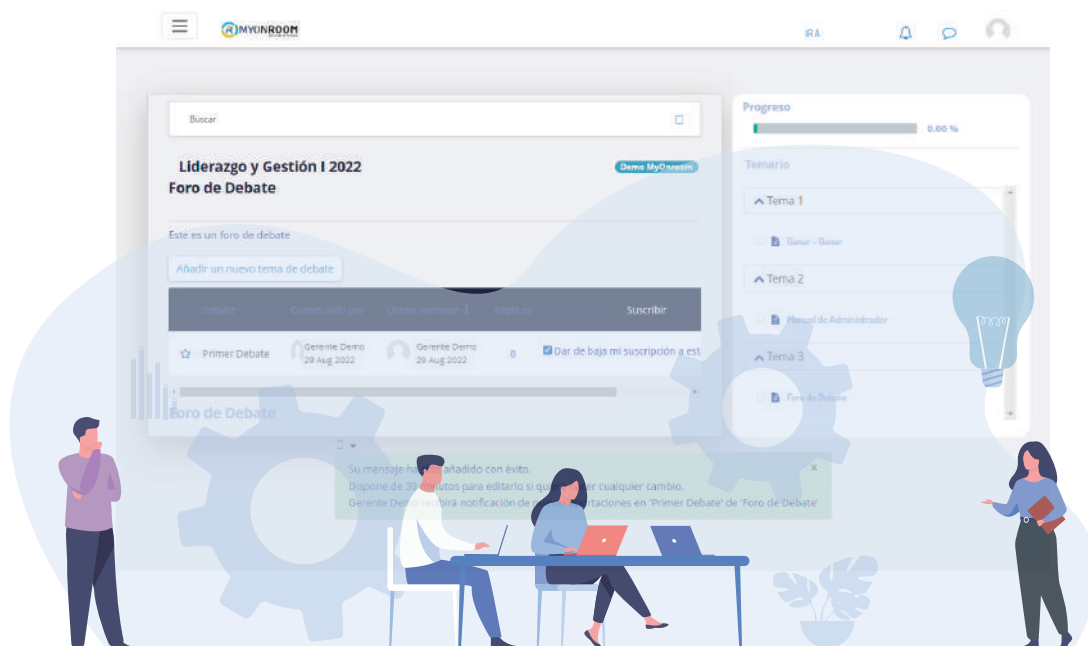 MYONROOM
IRA
Buscar
Liderazgo y Gestión I 2022
Demo MyOnroom
Foro de Debate
Este es un foro de debate
Añadir un nuevo tema de debate
Debate Comenzado por Último mensaje ↓ Réplicas Suscribir
Primer Debate Gerente Demo 29 Aug 2022 Gerente Demo 29 Aug 2022 0 Dar de baja mi suscripción a est
Foro de Debate
Su mensaje ha añadido con éxito.
Dispone de 30 minutos para editarlo si cualquier cambio.
Gerente Demo recibirá notificación de en 'Primer Debate' de 'Foro de Debate'
x
Progreso
0.00 %
Temario
Tema 1
Ganar - Ganar
Tema 2
Manual de Administrador
Tema 3
Foro de Debate